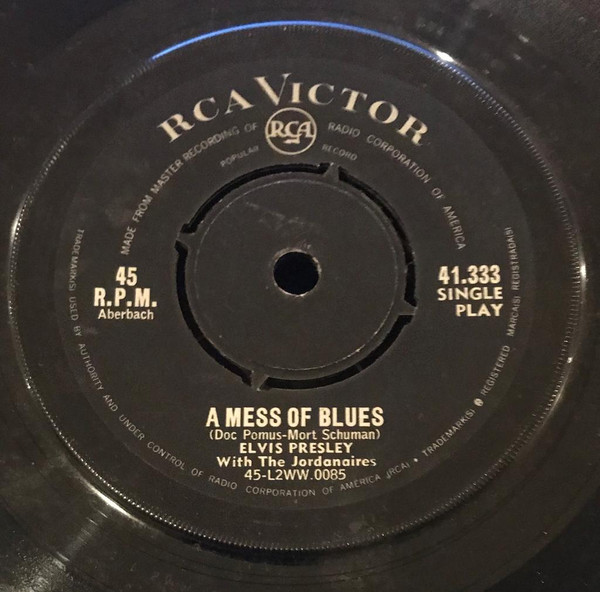 RCA VICTOR
RCA
MADE FROM MASTER RECORDING OF RADIO CORPORATION OF AMERICA
POPULAR RECORD
45
R.P.M.
Aberbach
41.333
SINGLE
PLAY
A MESS OF BLUES
(Doc Pomus-Mort Schuman)
ELVIS PRESLEY
With The Jordanaires
45-L2WW.0085
TRADEMARK(S) USED BY AUTHORITY AND UNDER CONTROL OF RADIO CORPORATION OF AMERICA (RCA) • TRADEMARK(S) ® REGISTERED MARCA(S) REGISTRADA(S)